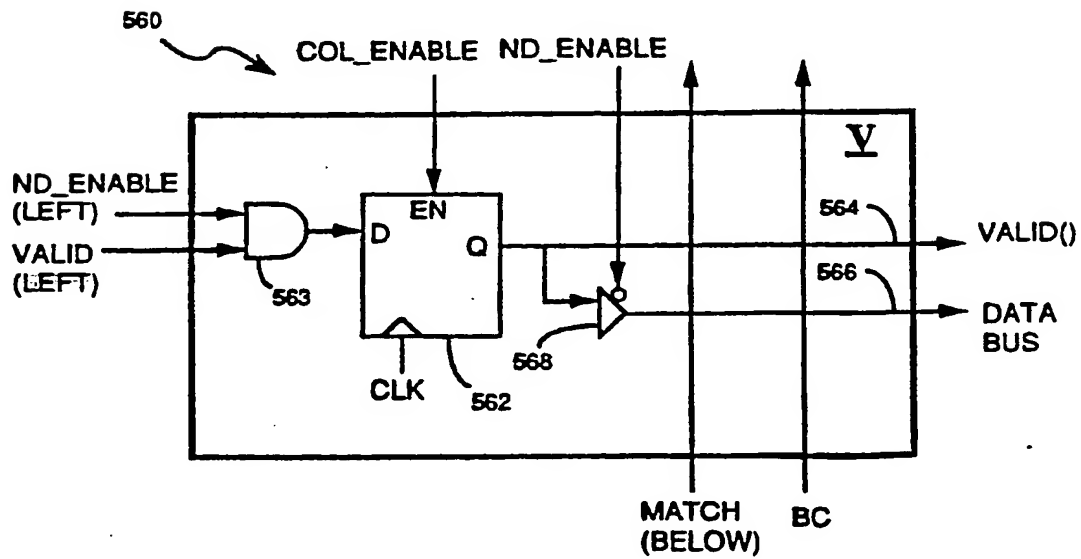 560
COL_ENABLE ND_ENABLE
V
ND_ENABLE
(LEFT)
VALID
(LEFT)
563
EN
D
Q
CLK
562
568
564
VALID()
566
DATA
BUS
MATCH
(BELOW)
BC